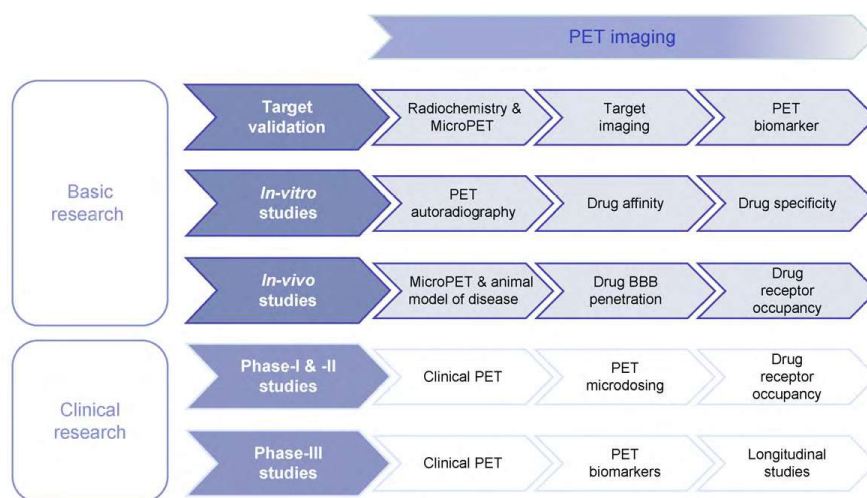 PET imaging
Basic
research
Target
validation
Radiochemistry &
MicroPET
Target
imaging
PET
biomarker
In-vitro
studies
PET
autoradiography
Drug affinity
Drug specificity
In-vivo
studies
MicroPET & animal
model of disease
Drug BBB
penetration
Drug
receptor
occupancy
Clinical
research
Phase-I & -II
studies
Clinical PET
PET
microdosing
Drug
receptor
occupancy
Phase-III
studies
Clinical PET
PET
biomarkers
Longitudinal
studies